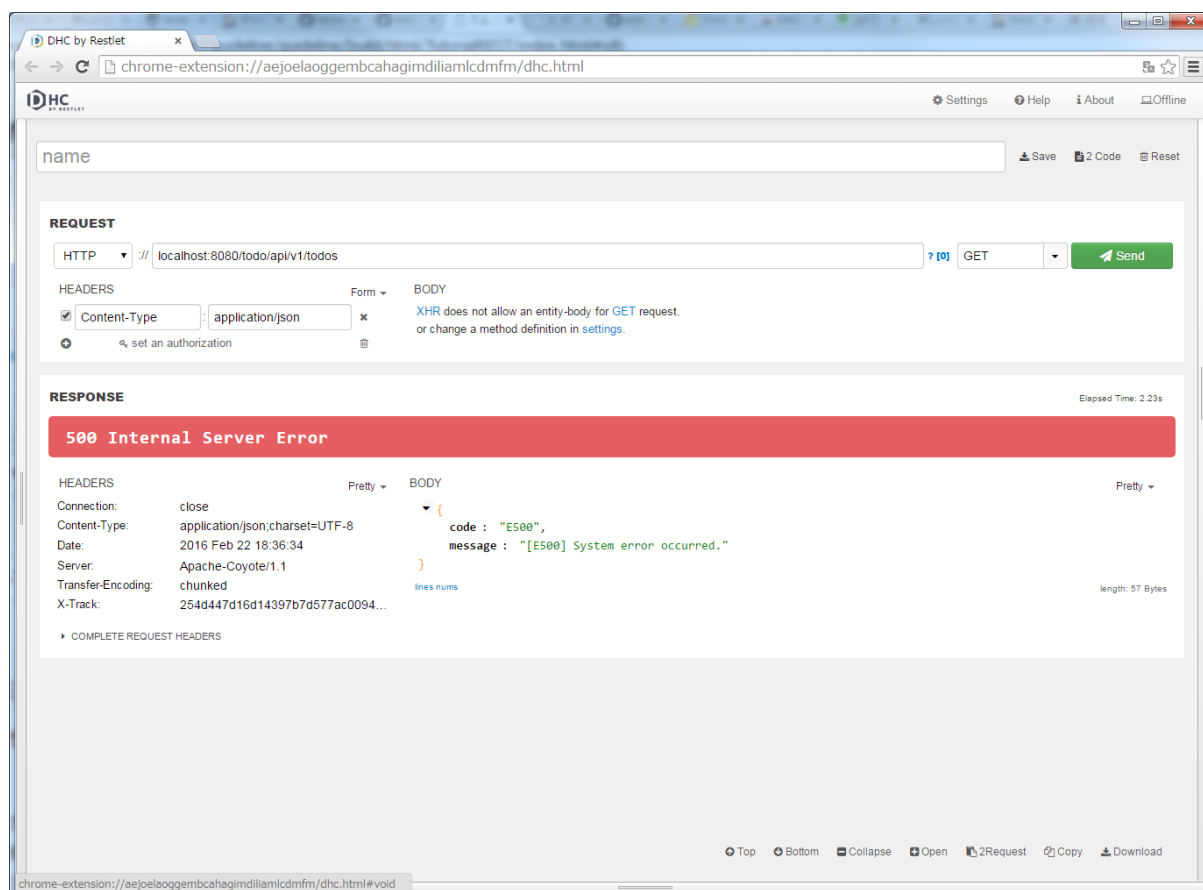 DHC by Restlet
chrome-extension://aejoelaoggembcahagimdiliamlcdmfm/dhc.html
DHC BY RESTLET Settings Help About Offline
name Save 2 Code Reset
REQUEST
HTTP :// localhost:8080/todo/api/v1/todos ? [0] GET Send
HEADERS Form BODY
Content-Type : application/json XHR does not allow an entity-body for GET request.
or change a method definition in settings.
set an authorization
RESPONSE Elapsed Time: 2.23s
500 Internal Server Error
HEADERS Pretty BODY Pretty
Connection: close {
Content-Type: application/json;charset=UTF-8 code : "E500",
Date: 2016 Feb 22 18:36:34 message : "[E500] System error occurred."
Server: Apache-Coyote/1.1 }
Transfer-Encoding: chunked lines nums length: 57 Bytes
X-Track: 254d447d16d14397b7d577ac0094...
COMPLETE REQUEST HEADERS
Top Bottom Collapse Open 2Request Copy Download
chrome-extension://aejoelaoggembcahagimdiliamlcdmfm/dhc.html#void